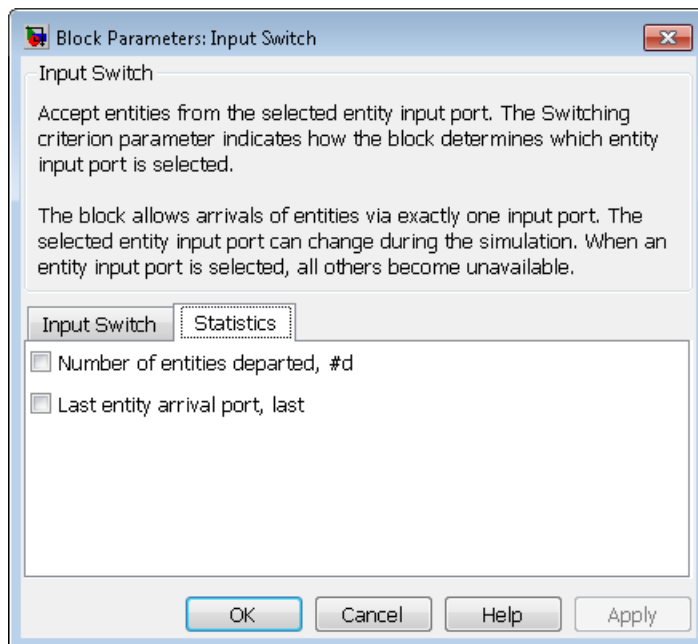 Block Parameters: Input Switch
Input Switch
Accept entities from the selected entity input port. The Switching
criterion parameter indicates how the block determines which entity
input port is selected.
The block allows arrivals of entities via exactly one input port. The
selected entity input port can change during the simulation. When an
entity input port is selected, all others become unavailable.
Input Switch Statistics
Number of entities departed, #d
Last entity arrival port, last
OK Cancel Help Apply